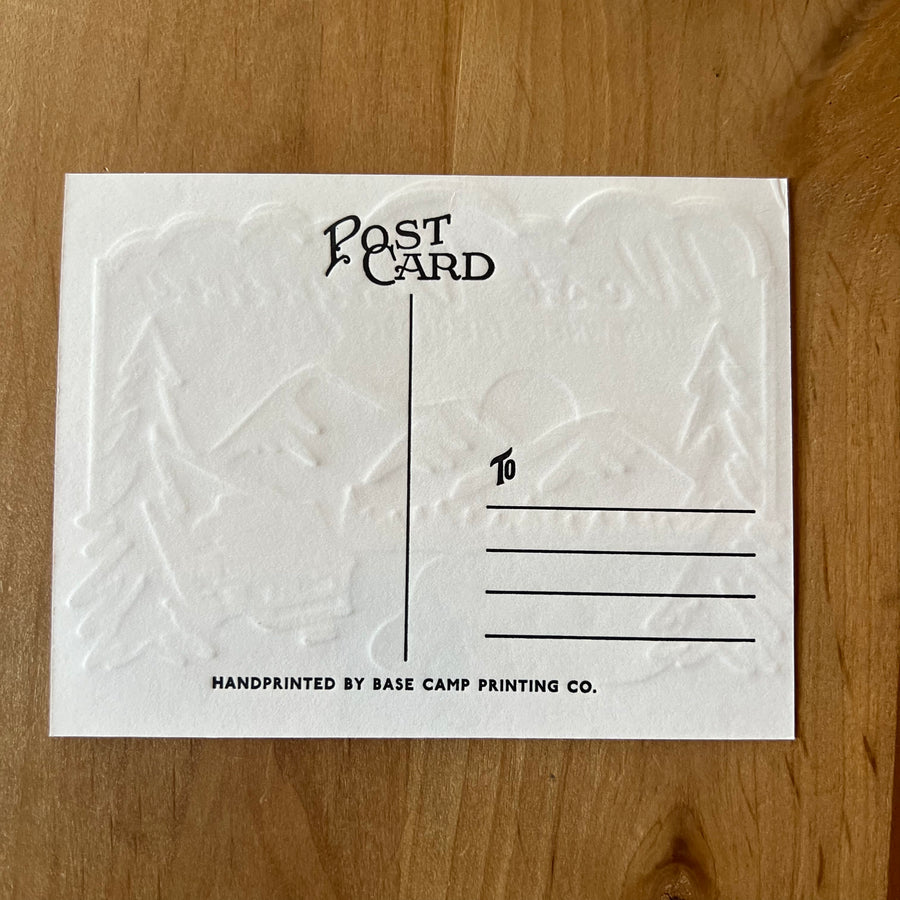 POST
CARD
TO
HANDPRINTED BY BASE CAMP PRINTING CO.